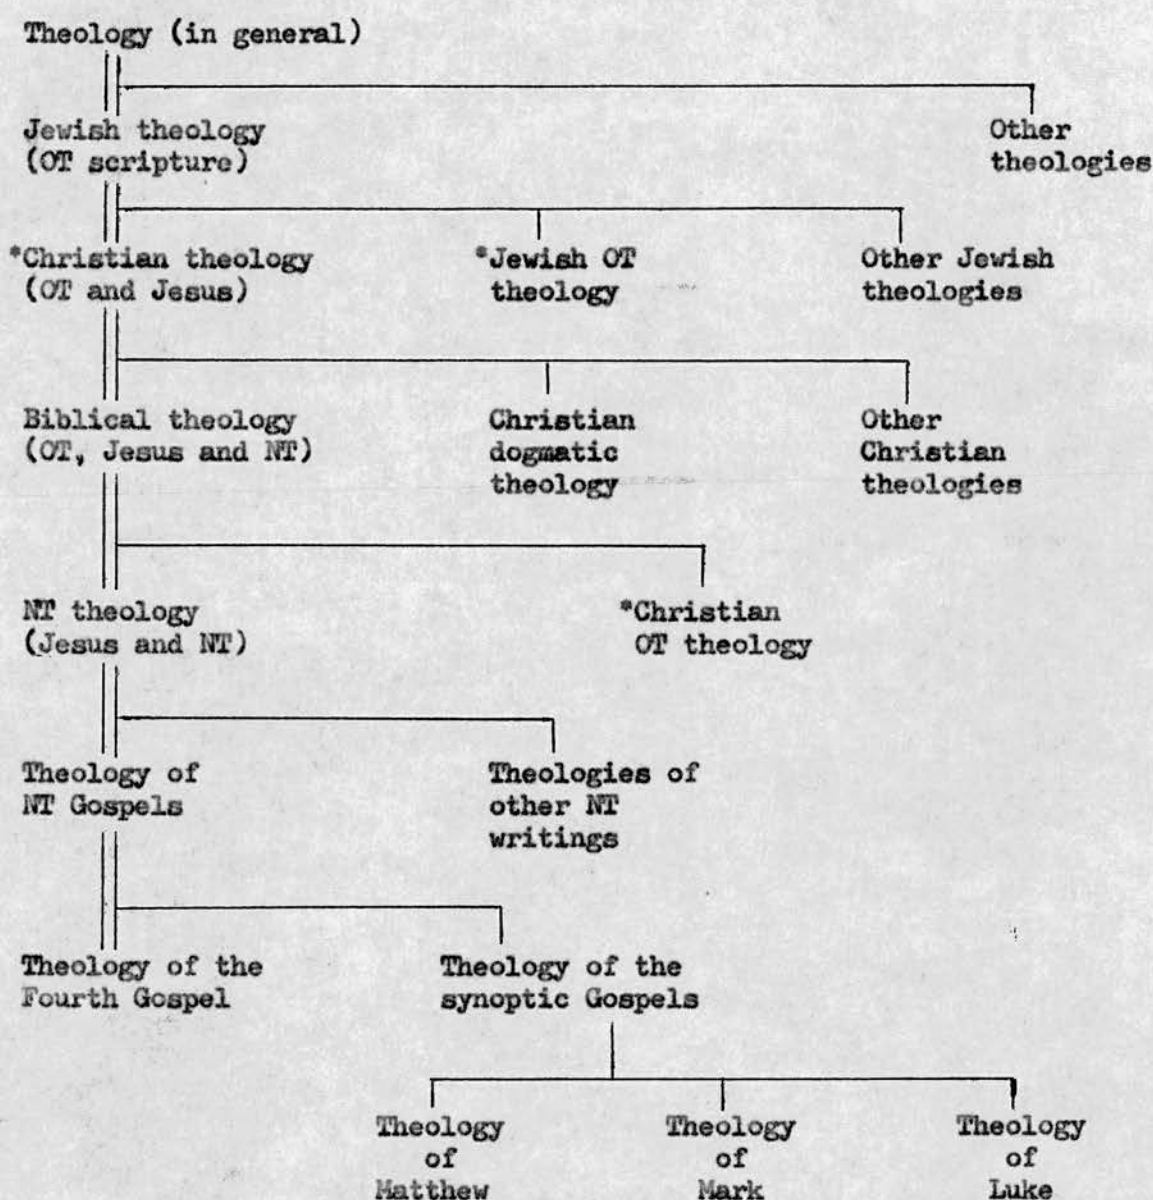 Theology (in general)
Jewish theology
(OT scripture)
Other
theologies
*Christian theology
(OT and Jesus)
*Jewish OT
theology
Other Jewish
theologies
Biblical theology
(OT, Jesus and NT)
Christian
dogmatic
theology
Other
Christian
theologies
NT theology
(Jesus and NT)
*Christian
OT theology
Theology of
NT Gospels
Theologies of
other NT
writings
Theology of the
Fourth Gospel
Theology of the
synoptic Gospels
Theology
of
Matthew
Theology
of
Mark
Theology
of
Luke